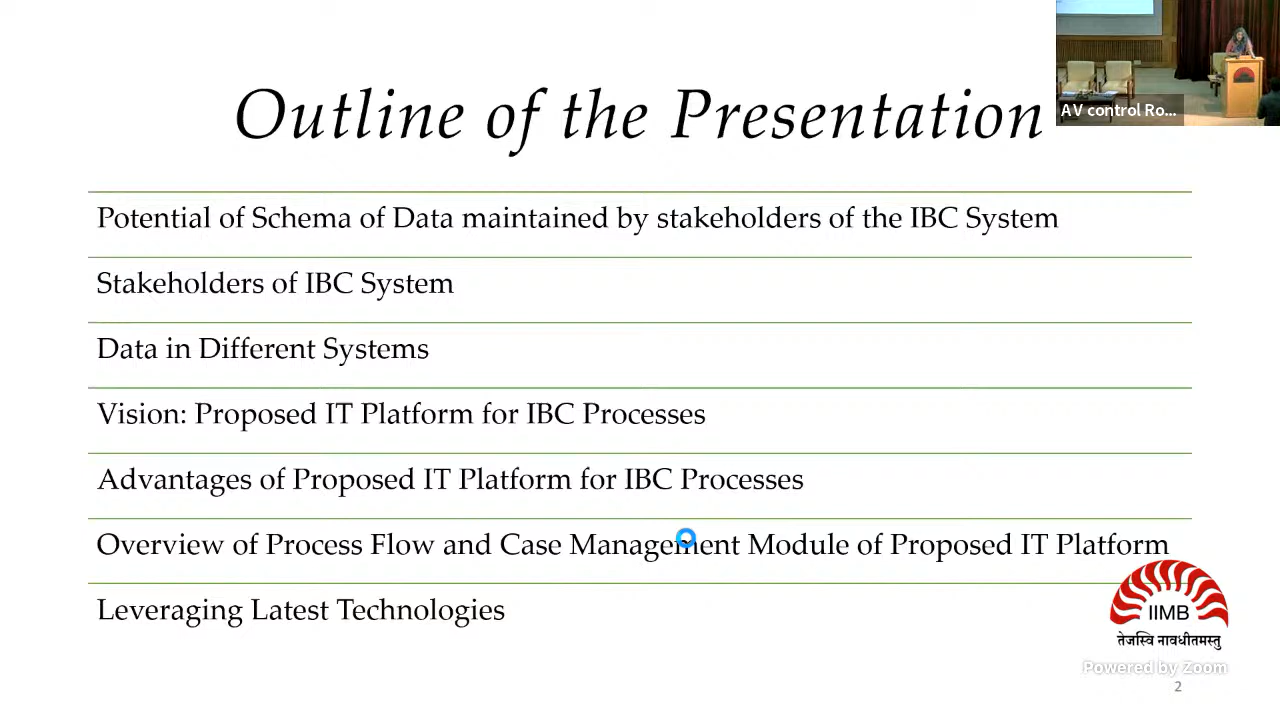 AV control Ro...
Outline of the Presentation
Potential of Schema of Data maintained by stakeholders of the IBC System
Stakeholders of IBC System
Data in Different Systems
Vision: Proposed IT Platform for IBC Processes
Advantages of Proposed IT Platform for IBC Processes
Overview of Process Flow and Case Management Module of Proposed IT Platform
Leveraging Latest Technologies
IIMB
तेजस्वि नावधीतमस्तु
Powered by Zoom
2